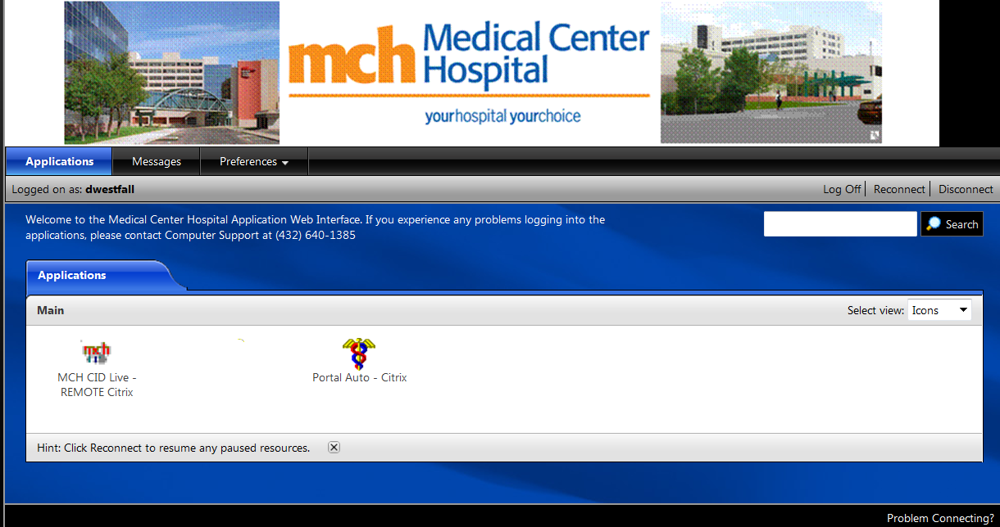 mch Medical Center
Hospital
yourhospital yourchoice
Applications Messages Preferences
Logged on as: dwestfall Log Off Reconnect Disconnect
Welcome to the Medical Center Hospital Application Web Interface. If you experience any problems logging into the
applications, please contact Computer Support at (432) 640-1385
Search
Applications
Main Select view: Icons
mch
MCH CID Live -
REMOTE Citrix
Portal Auto - Citrix
Hint: Click Reconnect to resume any paused resources.
Problem Connecting?